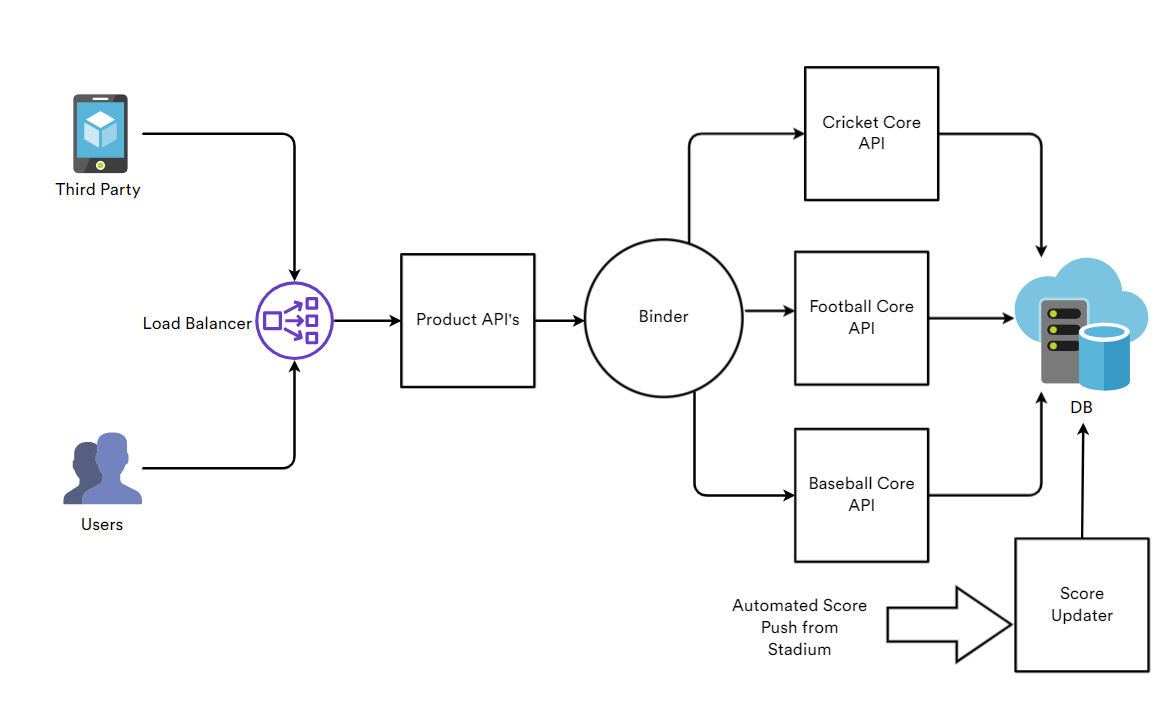 Third Party
Users
Load Balancer
Product API's
Binder
Cricket Core
API
Football Core
API
Baseball Core
API
DB
Automated Score
Push from
Stadium
Score
Updater